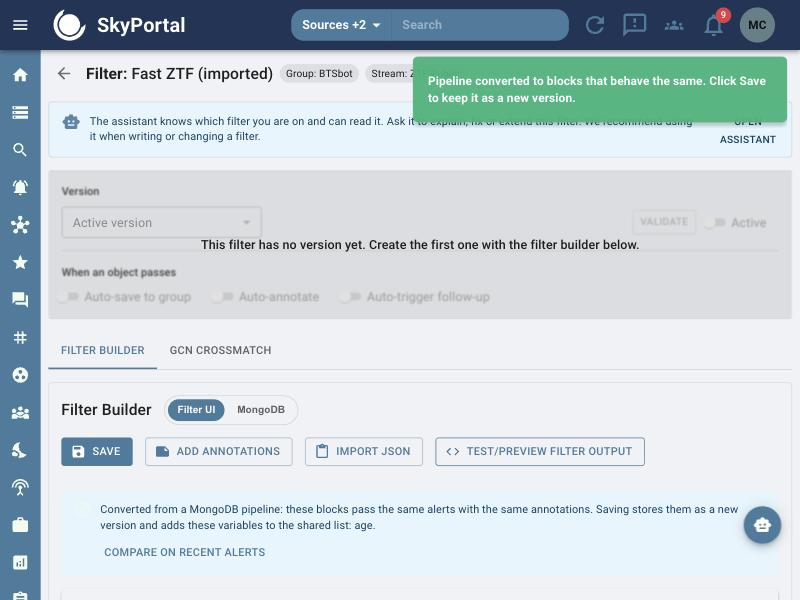 SkyPortal
Sources +2
Search
9
MC
Filter: Fast ZTF (imported)
Group: BTSbot
Stream:
Pipeline converted to blocks that behave the same. Click Save
to keep it as a new version.
The assistant knows which filter you are on and can read it. Ask it to explain, fix or extend this filter. We recommend using
it when writing or changing a filter.
OPEN
ASSISTANT
Version
Active version
VALIDATE
Active
This filter has no version yet. Create the first one with the filter builder below.
When an object passes
Auto-save to group
Auto-annotate
Auto-trigger follow-up
FILTER BUILDER
GCN CROSSMATCH
Filter Builder
Filter UI
MongoDB
SAVE
ADD ANNOTATIONS
IMPORT JSON
TEST/PREVIEW FILTER OUTPUT
Converted from a MongoDB pipeline: these blocks pass the same alerts with the same annotations. Saving stores them as a new
version and adds these variables to the shared list: age.
COMPARE ON RECENT ALERTS